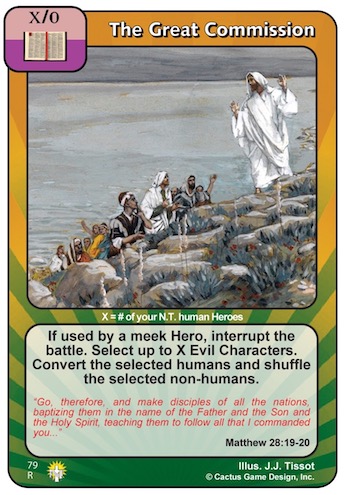 X/0
The Great Commission
X = # of your N.T. human Heroes
If used by a meek Hero, interrupt the
battle. Select up to X Evil Characters.
Convert the selected humans and shuffle
the selected non-humans.
"Go, therefore, and make disciples of all the nations,
baptizing them in the name of the Father and the Son and
the Holy Spirit, teaching them to follow all that I commanded
you..."
Matthew 28:19-20
79
R
Illus. J.J. Tissot
© Cactus Game Design, Inc.